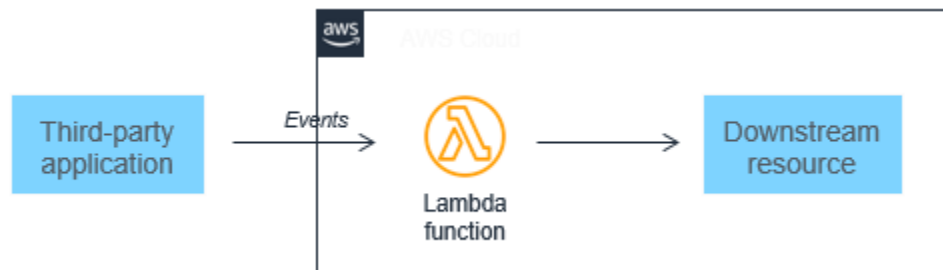 aws
AWS Cloud
Third-party
application
Events
Lambda
function
Downstream
resource